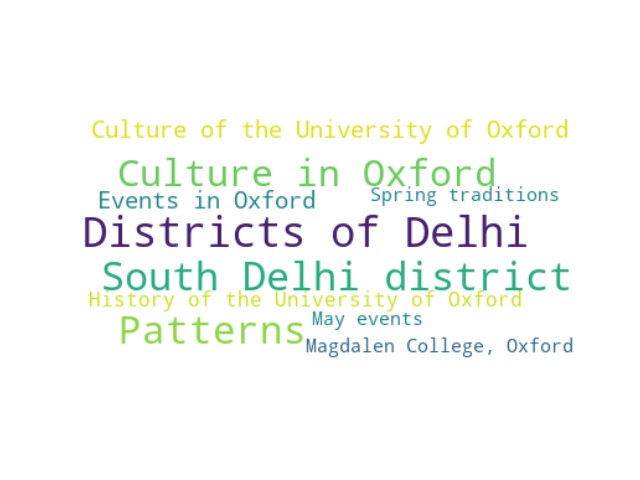 Culture of the University of Oxford
Culture in Oxford
Events in Oxford
Spring traditions
Districts of Delhi
South Delhi district
History of the University of Oxford
Patterns
May events
Magdalen College, Oxford